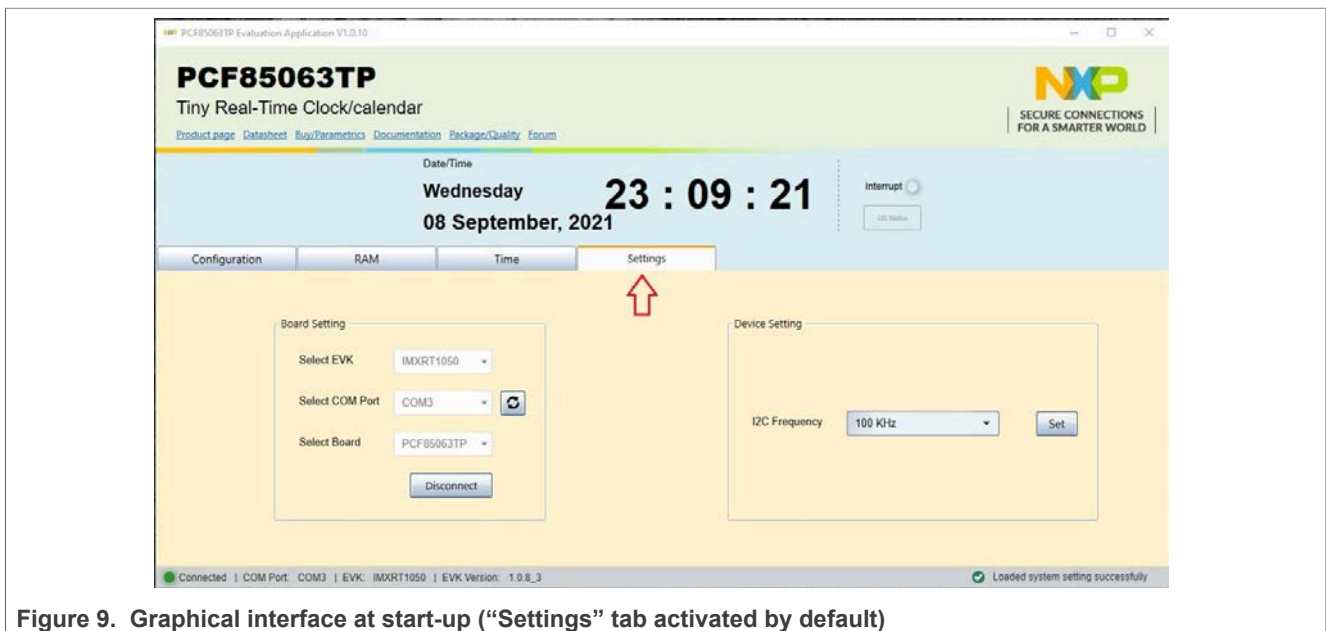 PCF85063TP Evaluation Application V1.0.10
PCF85063TP
Tiny Real-Time Clock/calendar
Product page Datasheet Buy/Parametrics Documentation Package/Quality Forum
NXP
SECURE CONNECTIONS
FOR A SMARTER WORLD
Date/Time
Wednesday
08 September, 2021
23 : 09 : 21
Interrupt
OS Status
Configuration RAM Time Settings
Board Setting
Select EVK IMXRT1050
Select COM Port COM3
Select Board PCF85063TP
Disconnect
Device Setting
I2C Frequency 100 KHz Set
Connected | COM Port: COM3 | EVK: IMXRT1050 | EVK Version: 1.0.8_3
Loaded system setting successfully
Figure 9. Graphical interface at start-up (“Settings” tab activated by default)